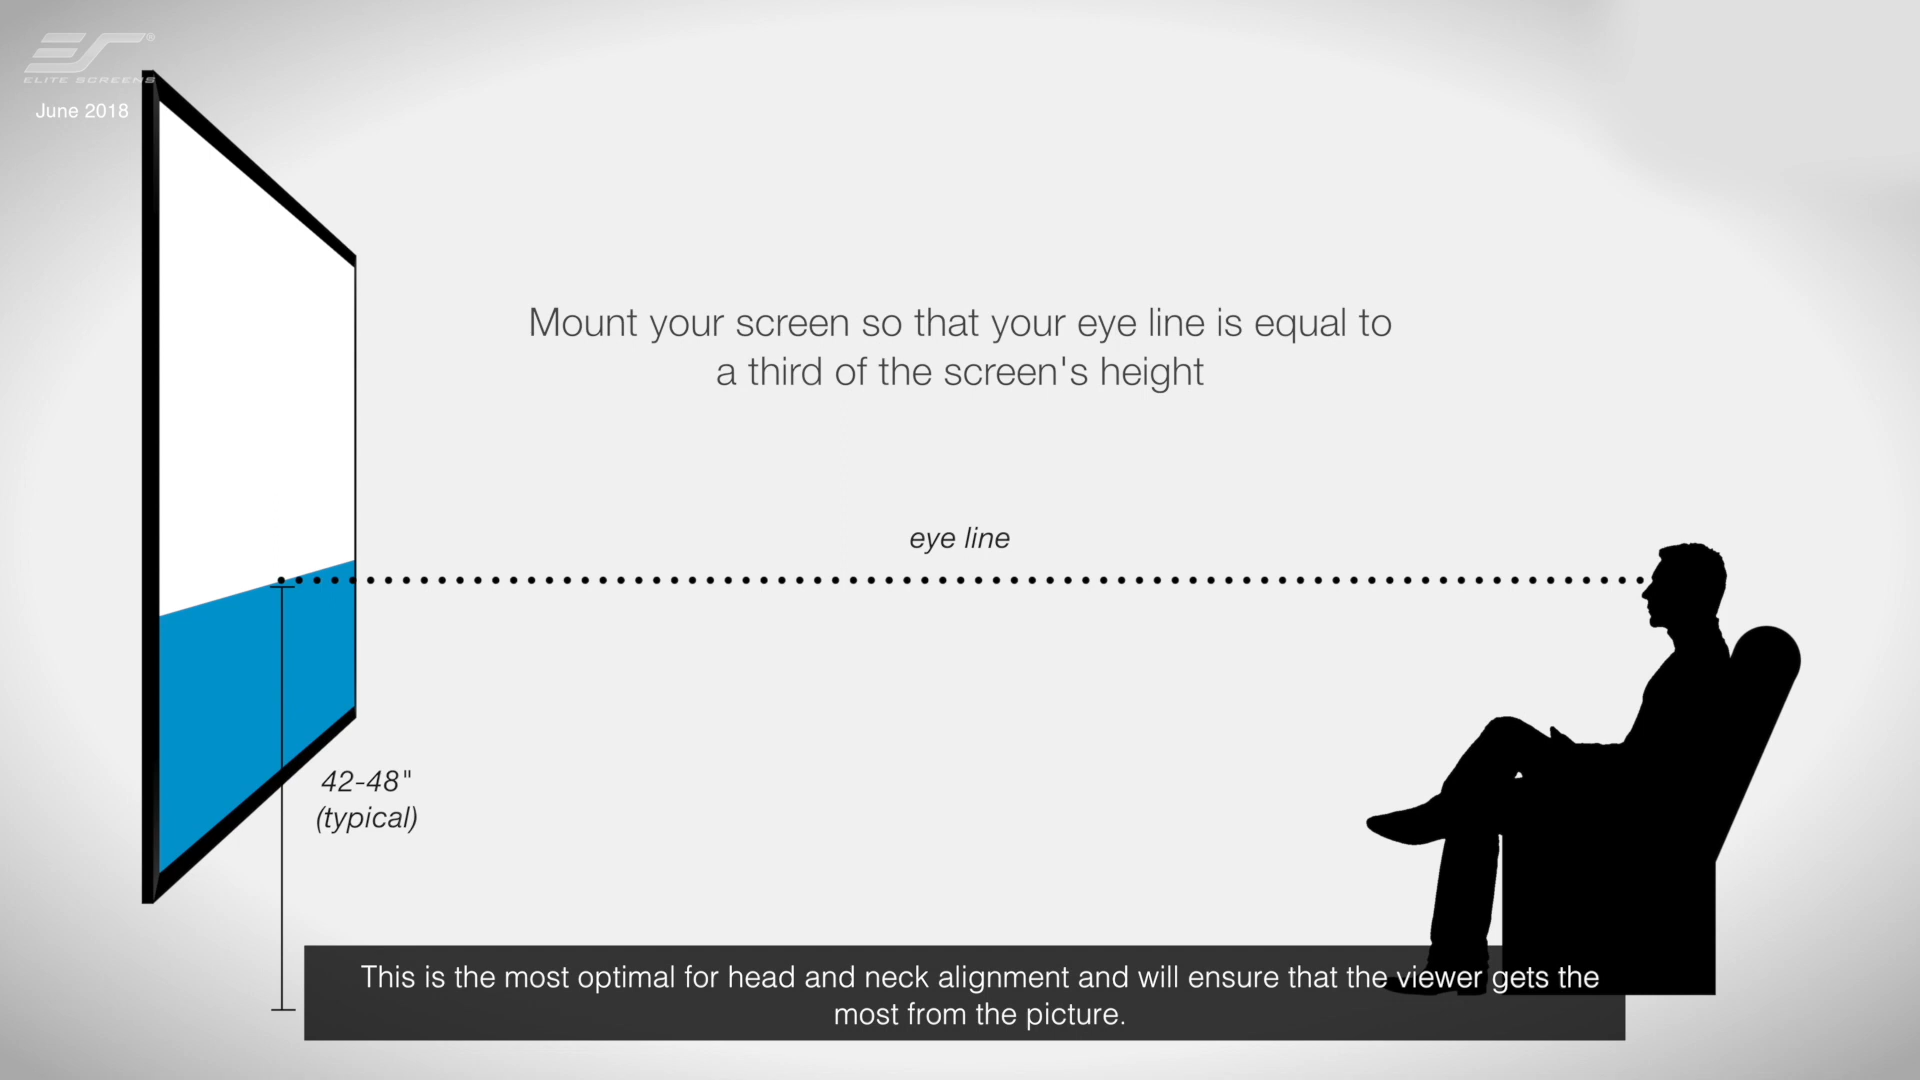 ELITE SCREENS
June 2018
Mount your screen so that your eye line is equal to
a third of the screen's height
eye line
42-48"
(typical)
This is the most optimal for head and neck alignment and will ensure that the viewer gets the
most from the picture.